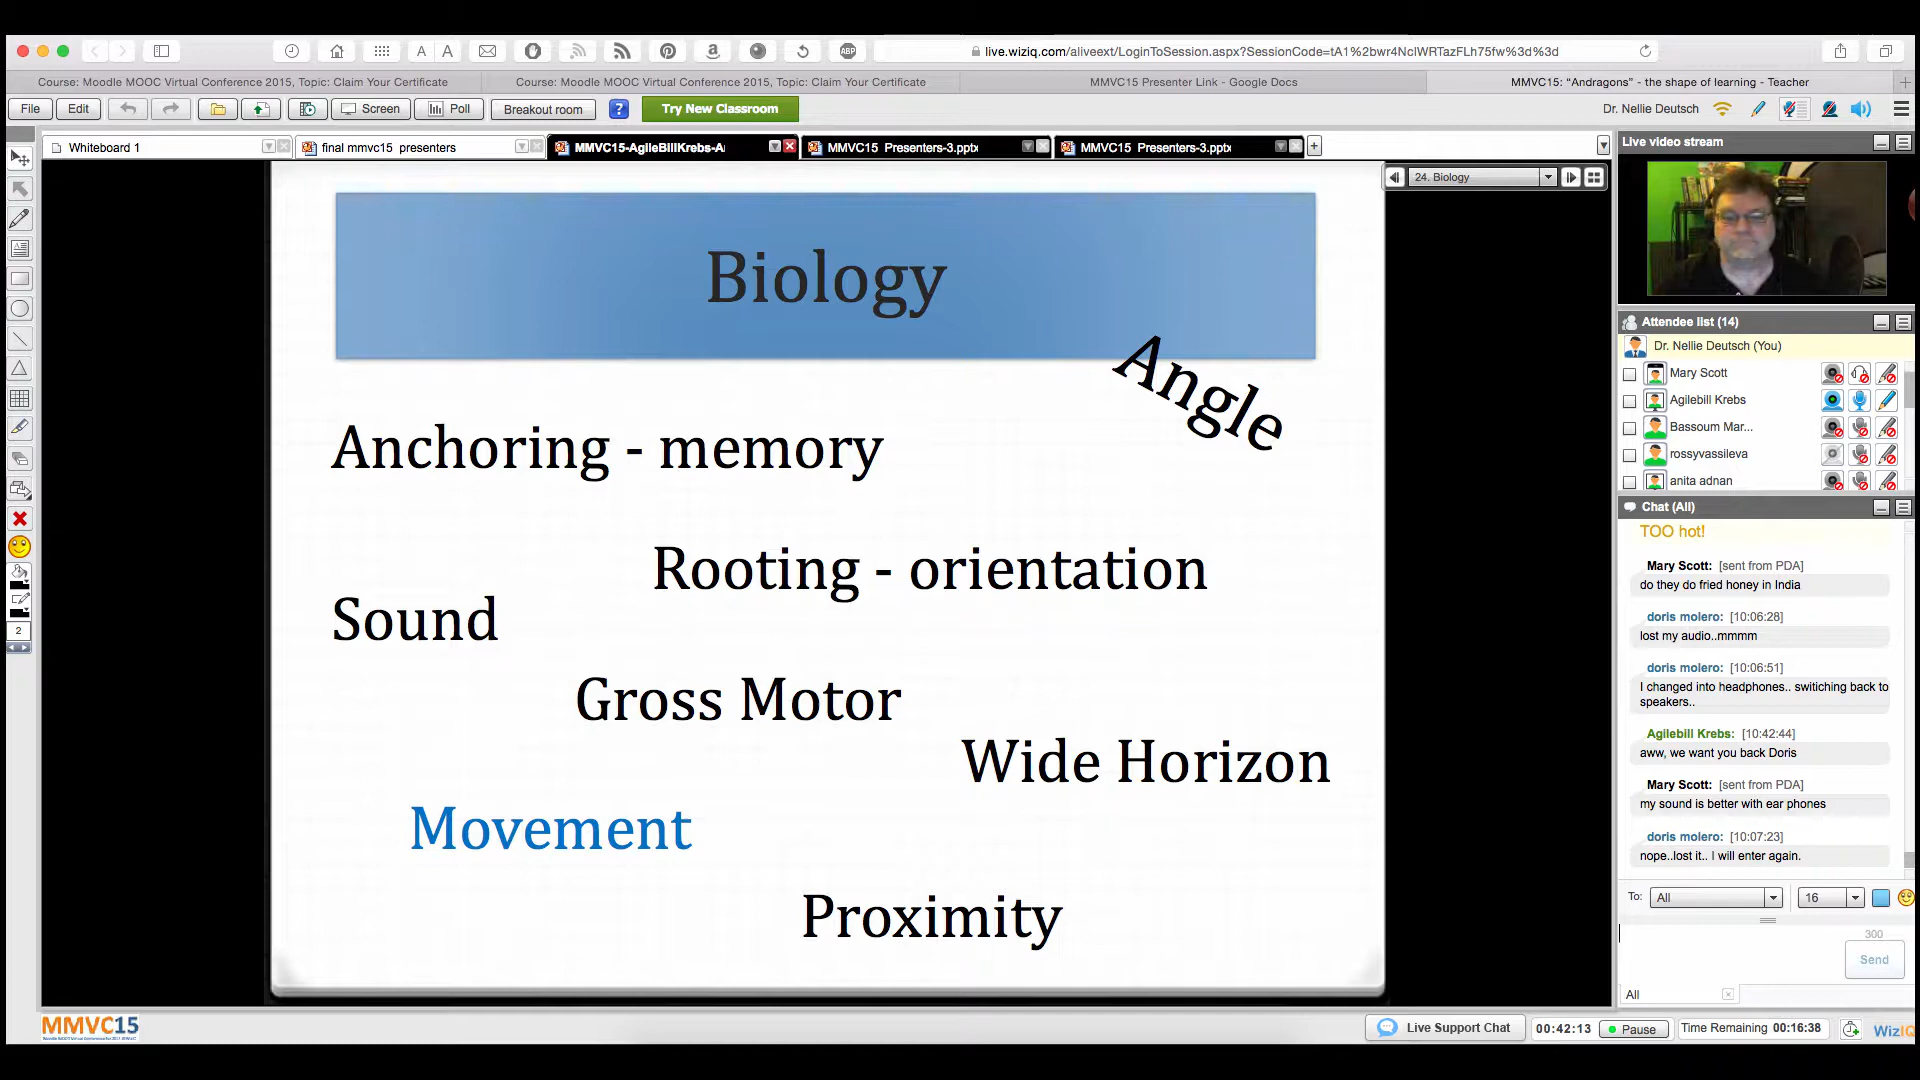 live.wiziq.com/aliveext/LoginToSession.aspx?SessionCode=tA1%2bwr4NclWRTazFLh75fw%3d%3d
Course: Moodle MOOC Virtual Conference 2015, Topic: Claim Your Certificate
Course: Moodle MOOC Virtual Conference 2015, Topic: Claim Your Certificate
MMVC15 Presenter Link - Google Docs
MMVC15: “Andragons” - the shape of learning - Teacher
File Edit Screen Poll Breakout room ? Try New Classroom
Dr. Nellie Deutsch
Whiteboard 1
final mmvc15 presenters
MMVC15-AgileBillKrebs-A
MMVC15 Presenters-3.pptx
MMVC15 Presenters-3.pptx
24. Biology
Biology
Angle
Anchoring - memory
Rooting - orientation
Sound
Gross Motor
Wide Horizon
Movement
Proximity
2
Live video stream
Attendee list (14)
Dr. Nellie Deutsch (You)
Mary Scott
Agilebill Krebs
Bassoum Mar...
rossyvassileva
anita adnan
Chat (All)
TOO hot!
Mary Scott: [sent from PDA]
do they do fried honey in India
doris molero: [10:06:28]
lost my audio..mmmm
doris molero: [10:06:51]
I changed into headphones.. switiching back to
speakers..
Agilebill Krebs: [10:42:44]
aww, we want you back Doris
Mary Scott: [sent from PDA]
my sound is better with ear phones
doris molero: [10:07:23]
nope..lost it.. I will enter again.
To: All 16
300
Send
All
MMVC15
Live Support Chat 00:42:13 Pause Time Remaining 00:16:38 WizIQ